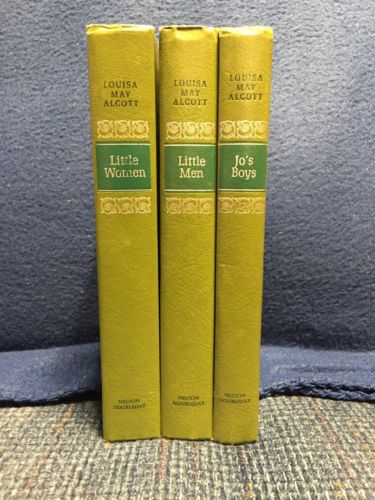 LOUISA
MAY
ALCOTT
Little
Women
NELSON
DOUBLEDAY
LOUISA
MAY
ALCOTT
Little
Men
NELSON
DOUBLEDAY
LOUISA
MAY
ALCOTT
Jo's
Boys
NELSON
DOUBLEDAY